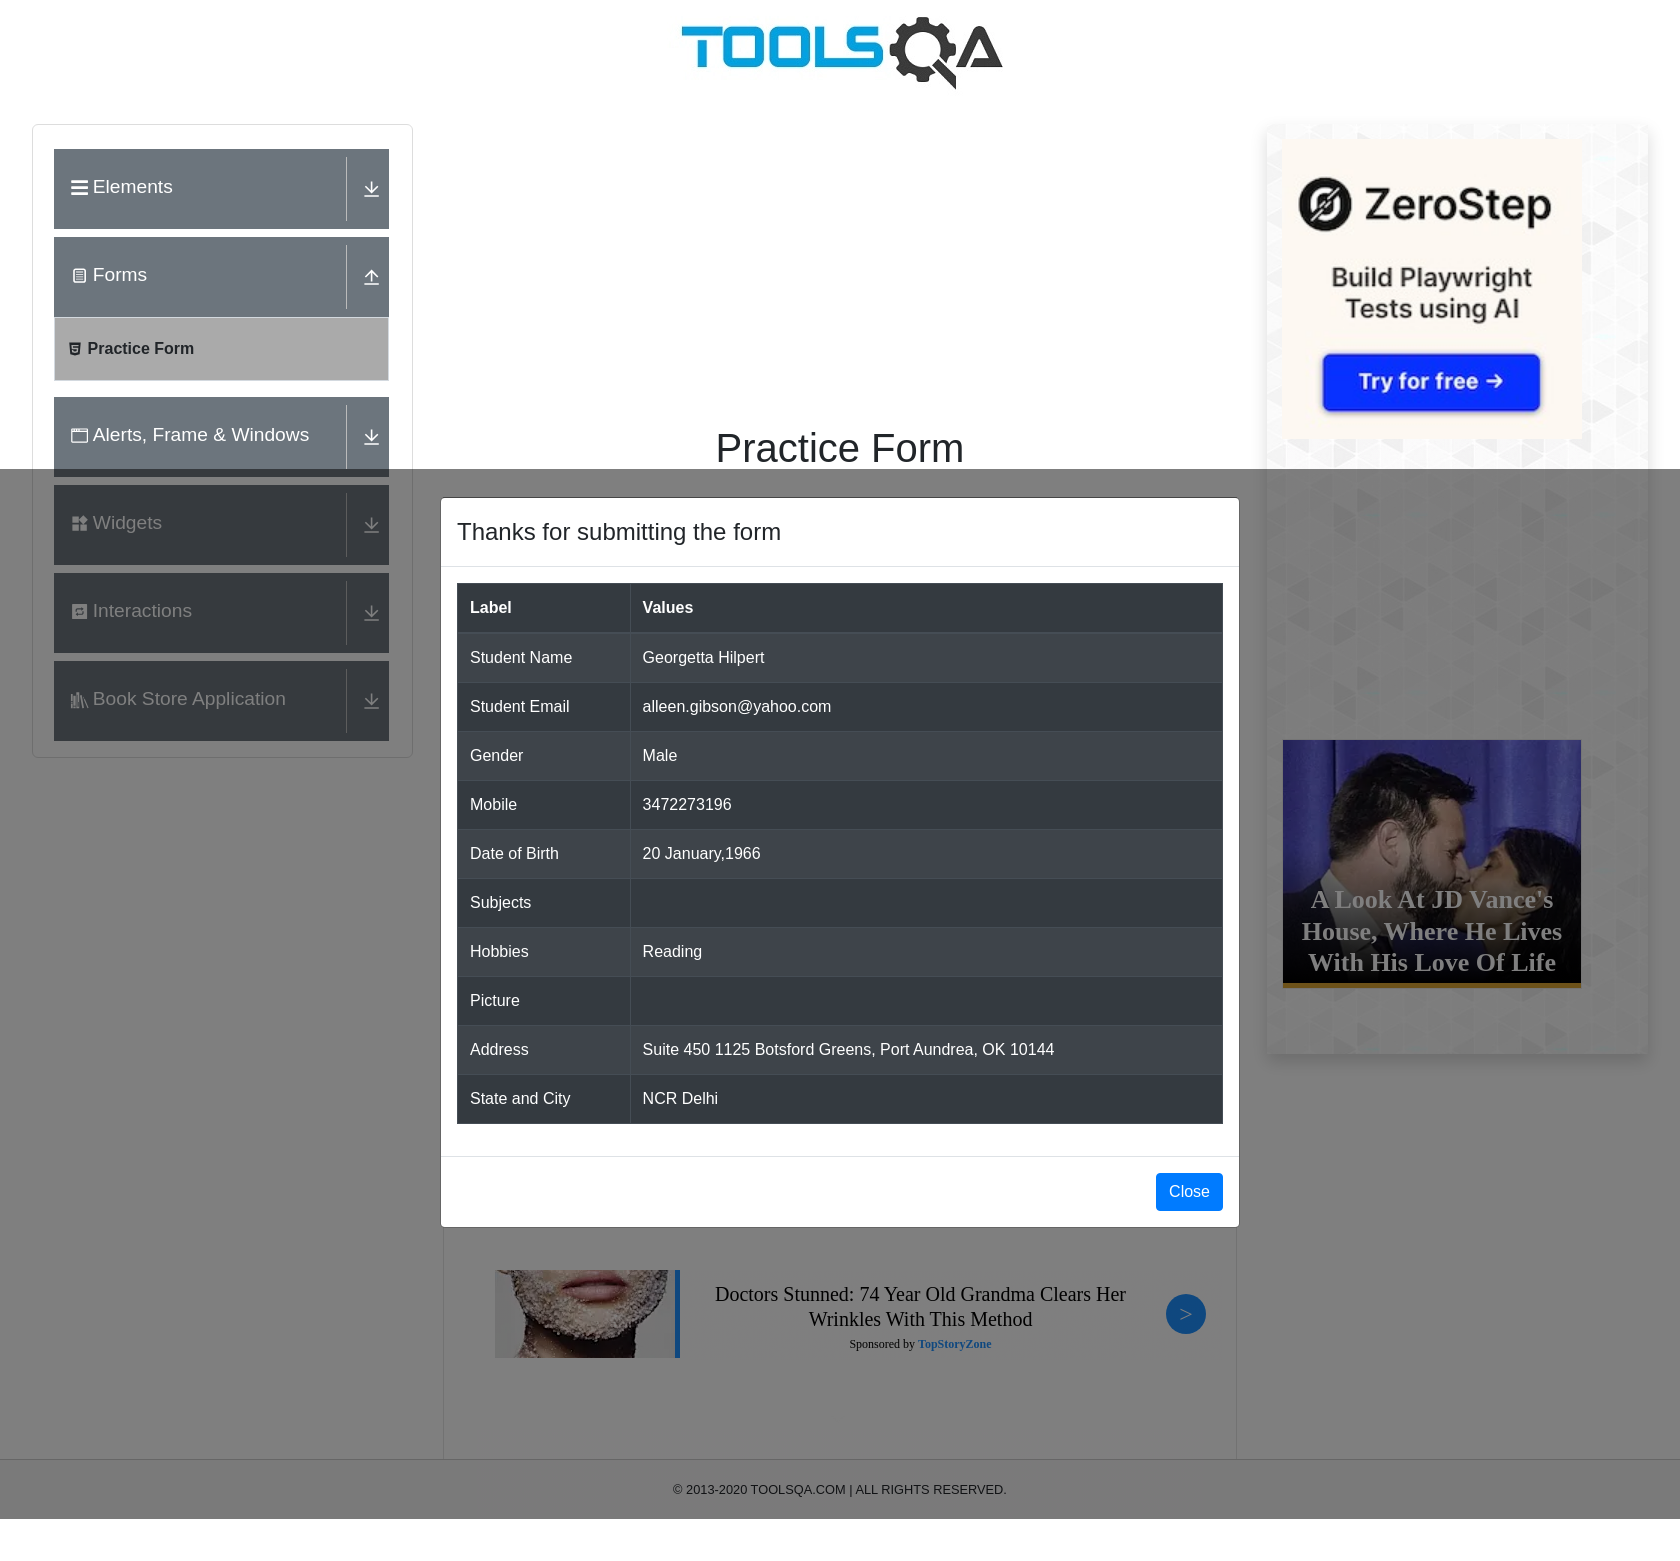 TOOLSQA
Elements
Forms
Practice Form
Alerts, Frame & Windows
Widgets
Interactions
Book Store Application
Practice Form
Thanks for submitting the form
Label Values
Student Name Georgetta Hilpert
Student Email alleen.gibson@yahoo.com
Gender Male
Mobile 3472273196
Date of Birth 20 January,1966
Subjects
Hobbies Reading
Picture
Address Suite 450 1125 Botsford Greens, Port Aundrea, OK 10144
State and City NCR Delhi
Close
ZeroStep
Build Playwright
Tests using AI
Try for free →
A Look At JD Vance's
House, Where He Lives
With His Love Of Life
Doctors Stunned: 74 Year Old Grandma Clears Her
Wrinkles With This Method
Sponsored by TopStoryZone
>
© 2013-2020 TOOLSQA.COM | ALL RIGHTS RESERVED.